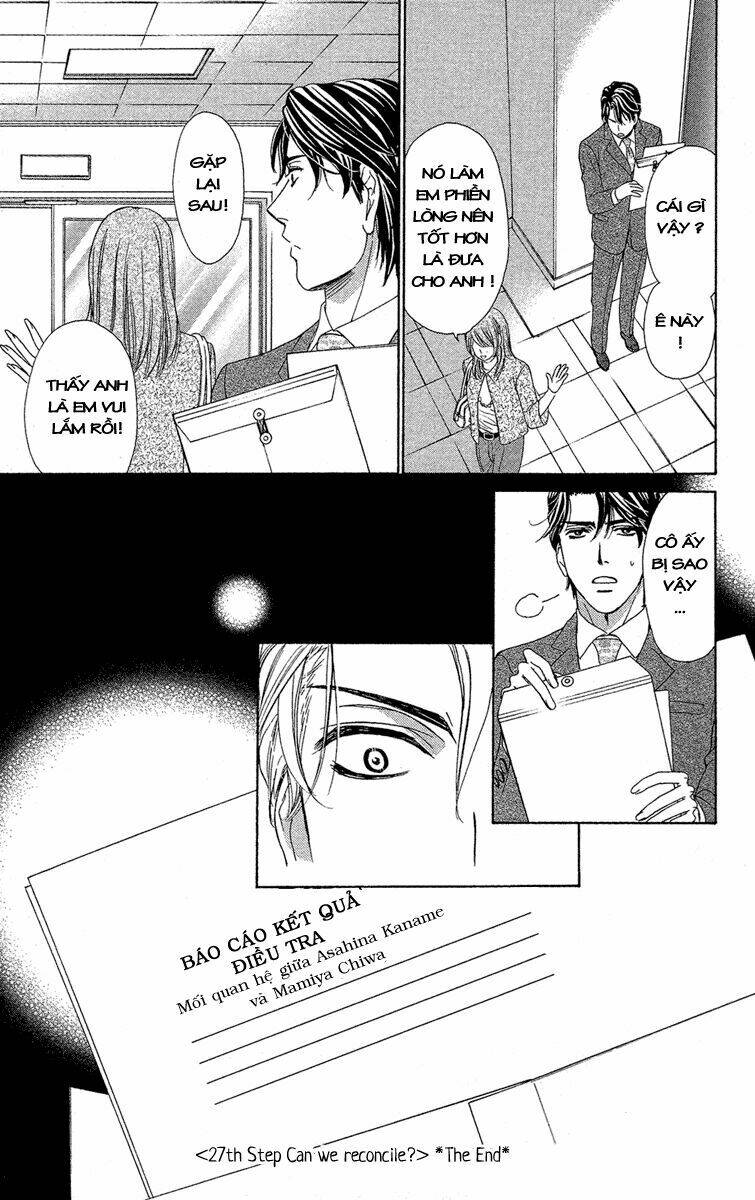 CÁI GÌ
VẬY ?
Ê NÀY
!
NÓ LÀM
EM PHIỀN
LÒNG NÊN
TỐT HƠN
LÀ ĐƯA
CHO ANH !
GẶP
LẠI
SAU!
THẤY ANH
LÀ EM VUI
LẮM RỒI!
CÔ ẤY
BỊ SAO
VẬY
...
BÁO CÁO KẾT QUẢ
ĐIỀU TRA
Mối quan hệ giữa Asahina Kaname
và Mamiya Chiwa
<27th Step Can we reconcile?> *The End*